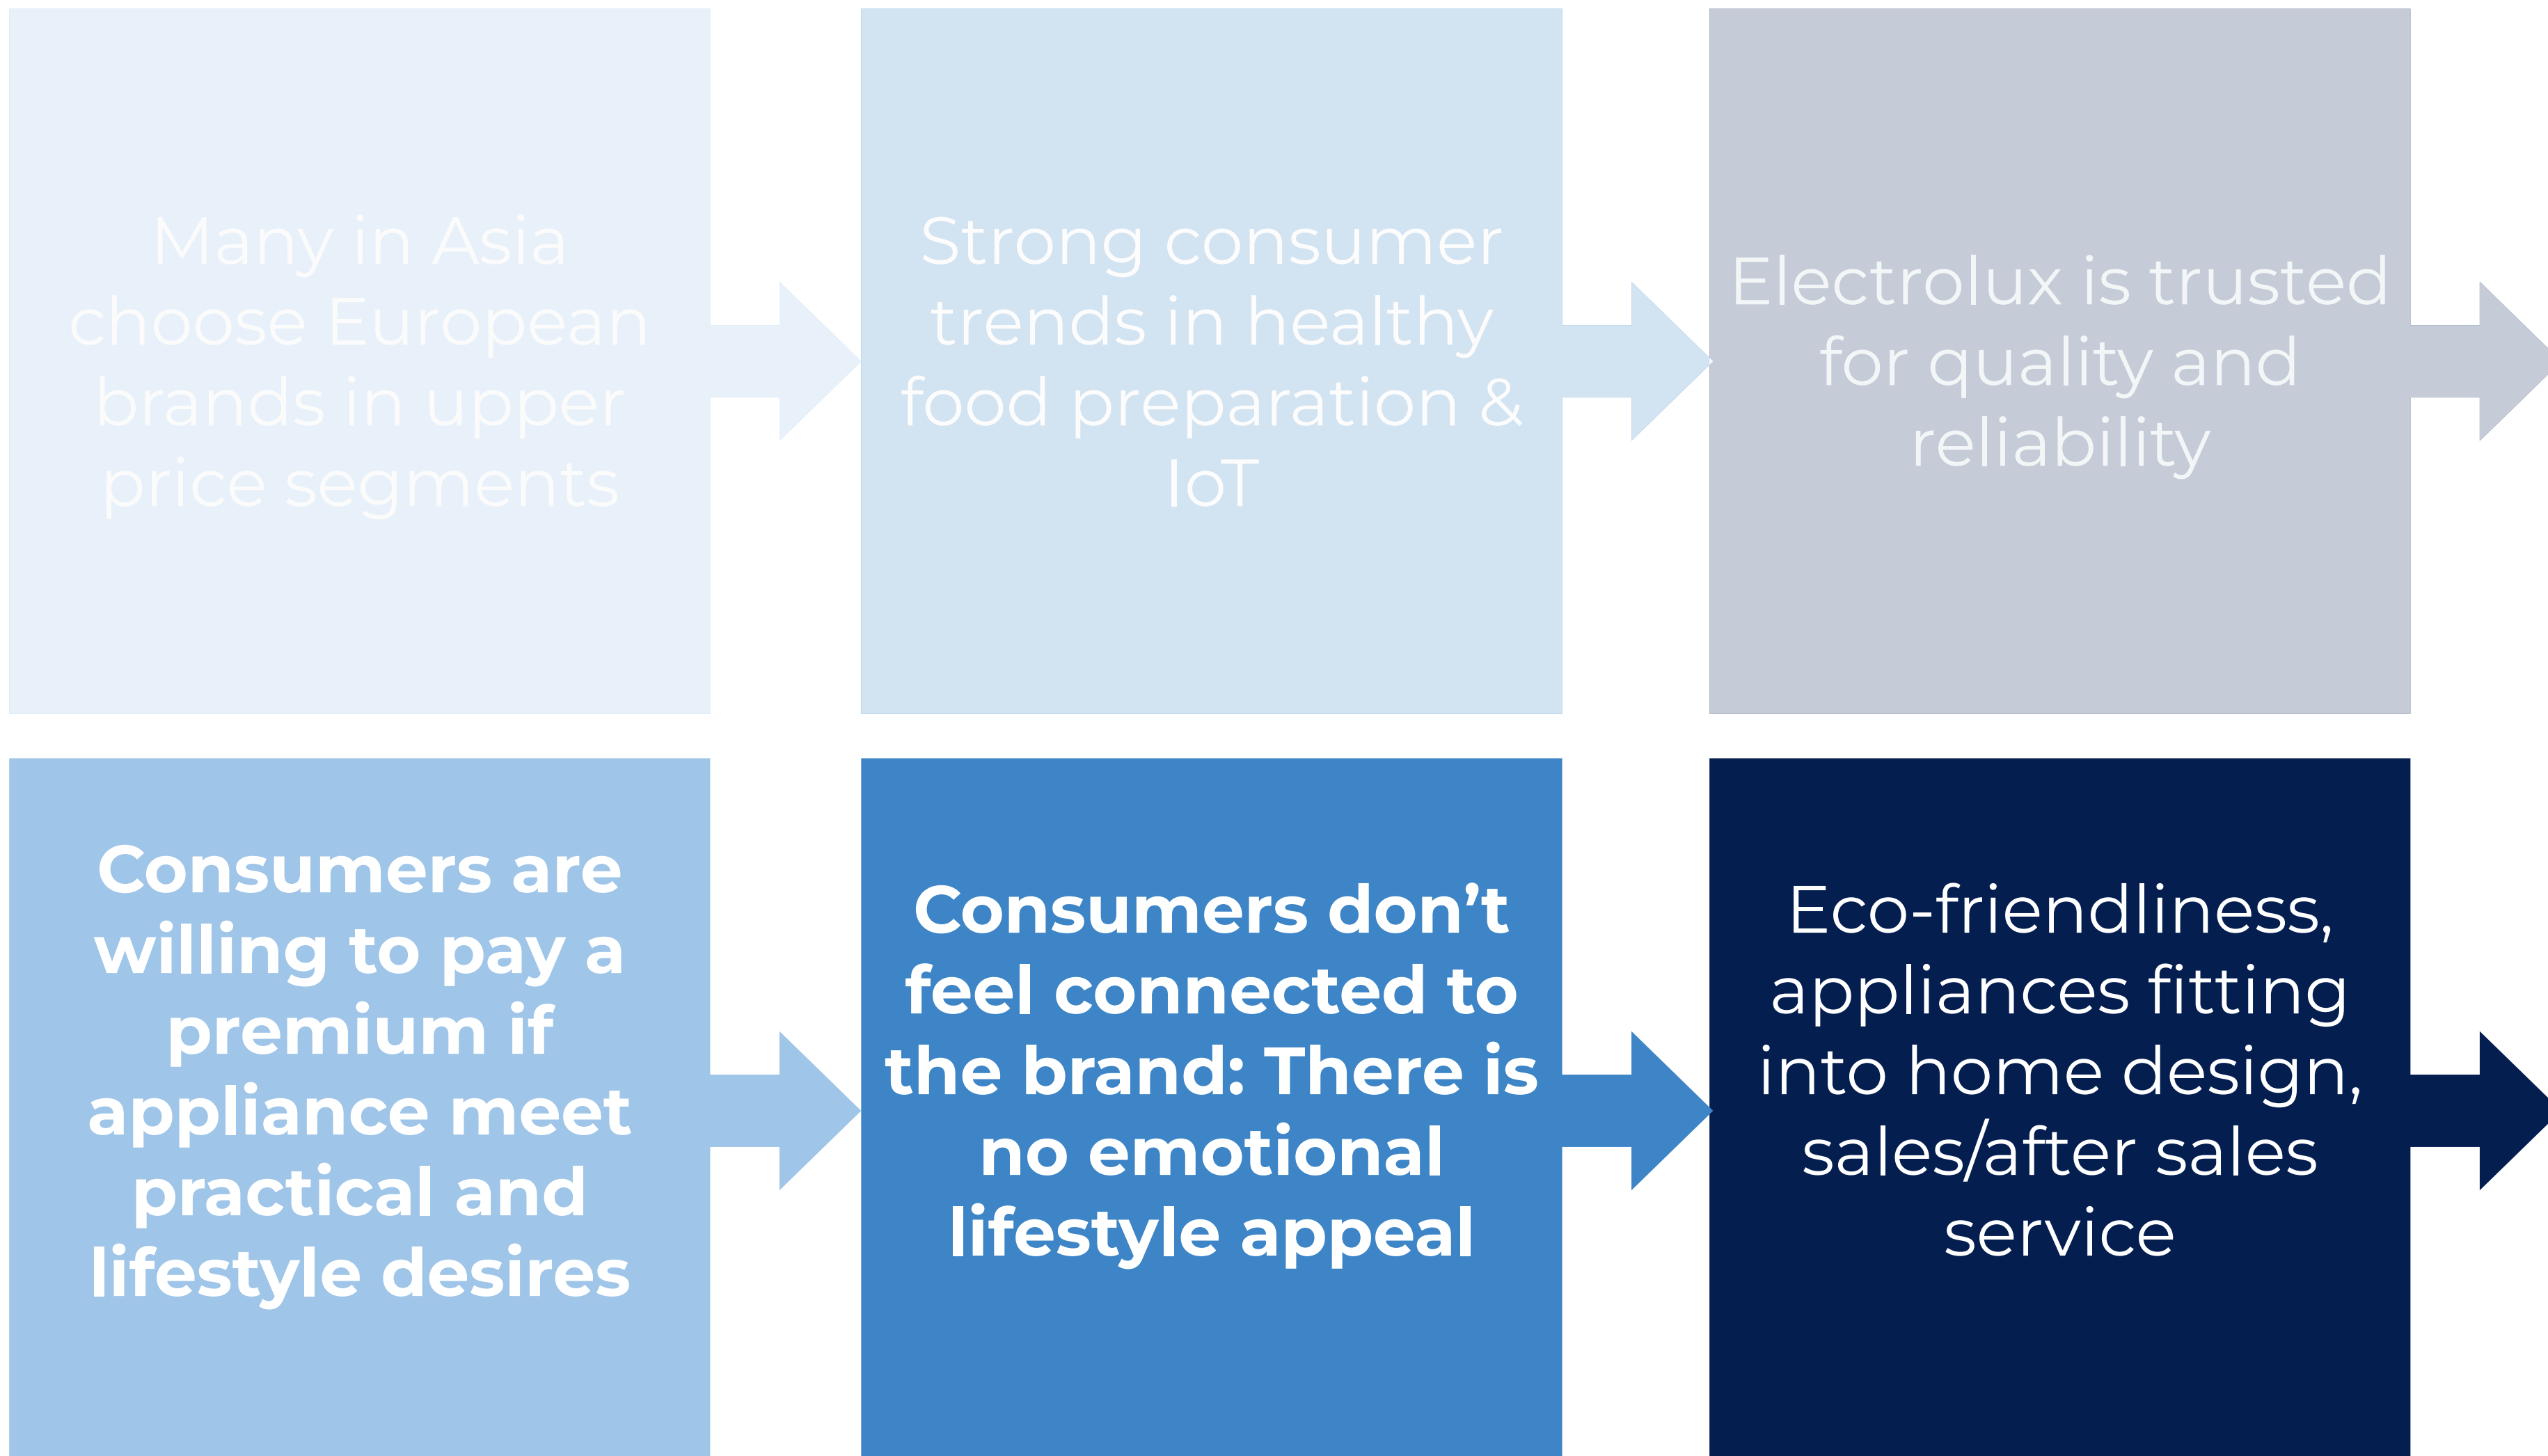 Many in Asia
choose European
brands in upper
price segments
Strong consumer
trends in healthy
food preparation &
IoT
Electrolux is trusted
for quality and
reliability
Consumers are
willing to pay a
premium if
appliance meet
practical and
lifestyle desires
Consumers don’t
feel connected to
the brand: There is
no emotional
lifestyle appeal
Eco-friendliness,
appliances fitting
into home design,
sales/after sales
service